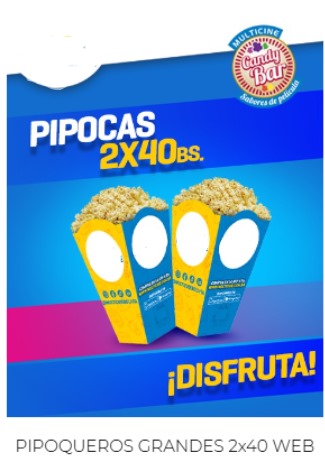 MULTICINE
Candy
Bar
Sabores de película
PIPOCAS
2X40BS.
¡DISFRUTA!
PIPOQUEROS GRANDES 2x40 WEB